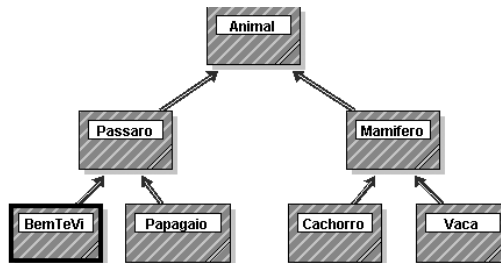 Animal
Passaro
Mamifero
BemTeVi
Papagaio
Cachorro
Vaca